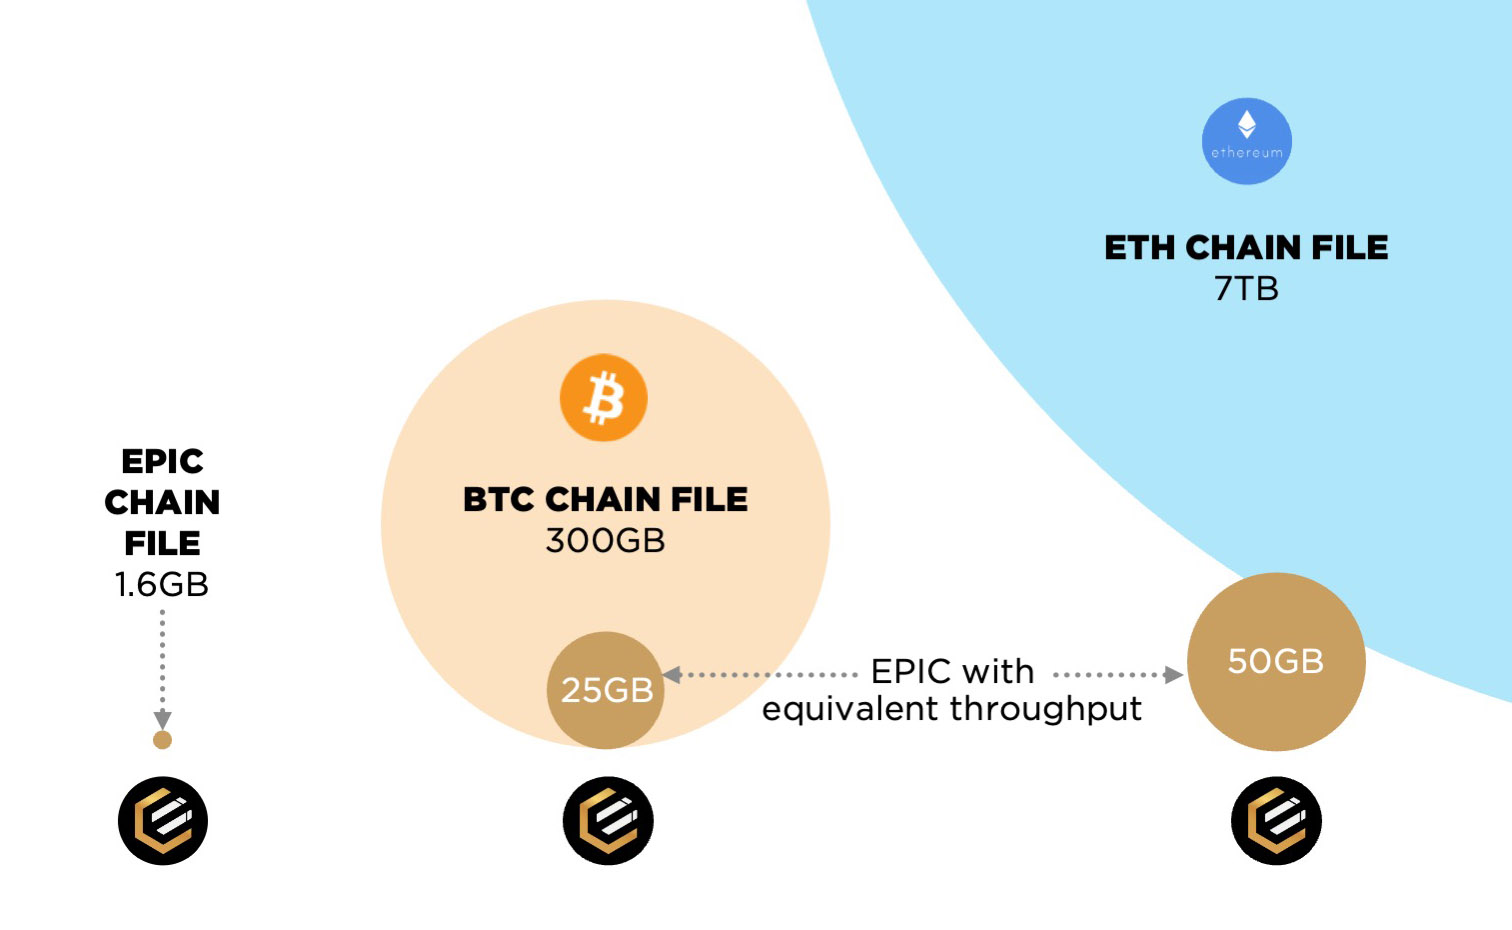 ethereum
ETH CHAIN FILE
7TB
BTC CHAIN FILE
300GB
EPIC
CHAIN
FILE
1.6GB
25GB
EPIC with
equivalent throughput
50GB